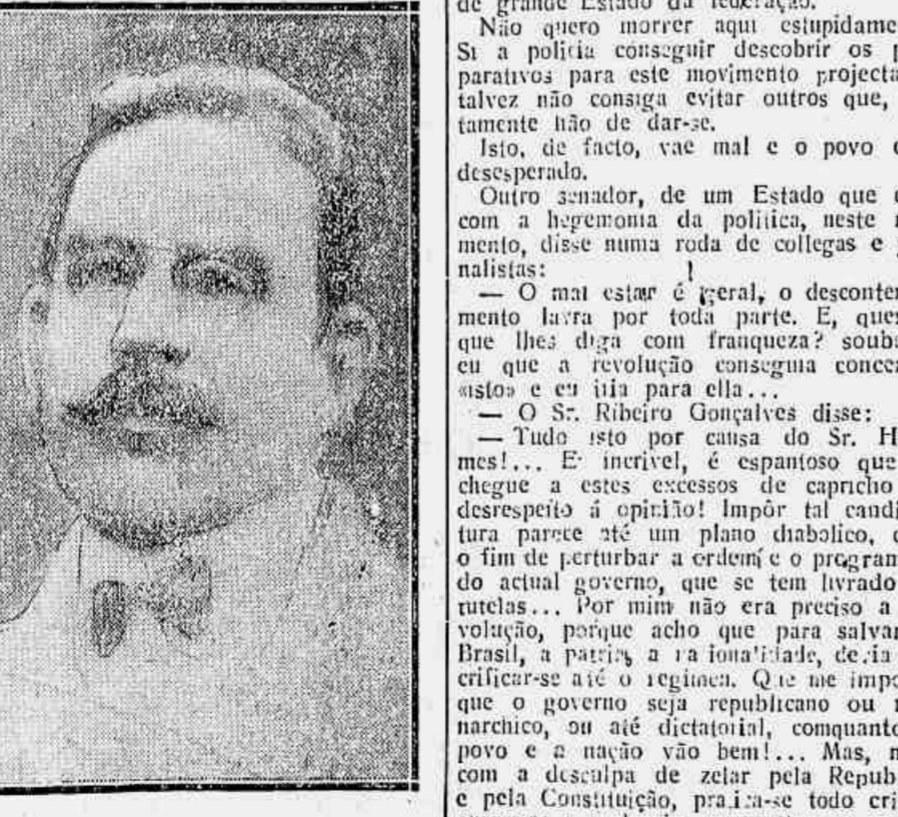 de grande Estado da federação.
Não quero morrer aqui estupidame
Si a policia conseguir descobrir os p
parativos para este movimento projecta
talvez não consiga evitar outros que,
tamente hão de dar-se.
Isto, de facto, vae mal e o povo
desesperado.
Outro senador, de um Estado que
com a hegemonia da politica, neste
mento, disse numa roda de collegas e
nalistas:
— O mal estar é geral, o desconten
mento lavra por toda parte. E, quer
que lhes diga com franqueza? soub
eu que a revolução conseguia concer
«isto» e eu iria para ella...
— O Sr. Ribeiro Gonçalves disse:
— Tudo isto por causa do Sr. H
mes!... E' incrivel, é espantoso que
chegue a estes excessos de capricho
desrespeito á opinião! Impôr tal candi
tura parece até um plano diabolico,
o fim de perturbar a ordem e o program
do actual governo, que se tem livrado
tutelas... Por mim não era preciso a
volução, porque acho que para salvar
Brasil, a patria, a nacionalidade, devia
crificar-se até o regimen. Que me impo
que o governo seja republicano ou
narchico, ou até dictatorial, comquanto
povo e a nação vão bem!... Mas,
com a desculpa de zelar pela Repub
e pela Constituição, pratica-se todo cri